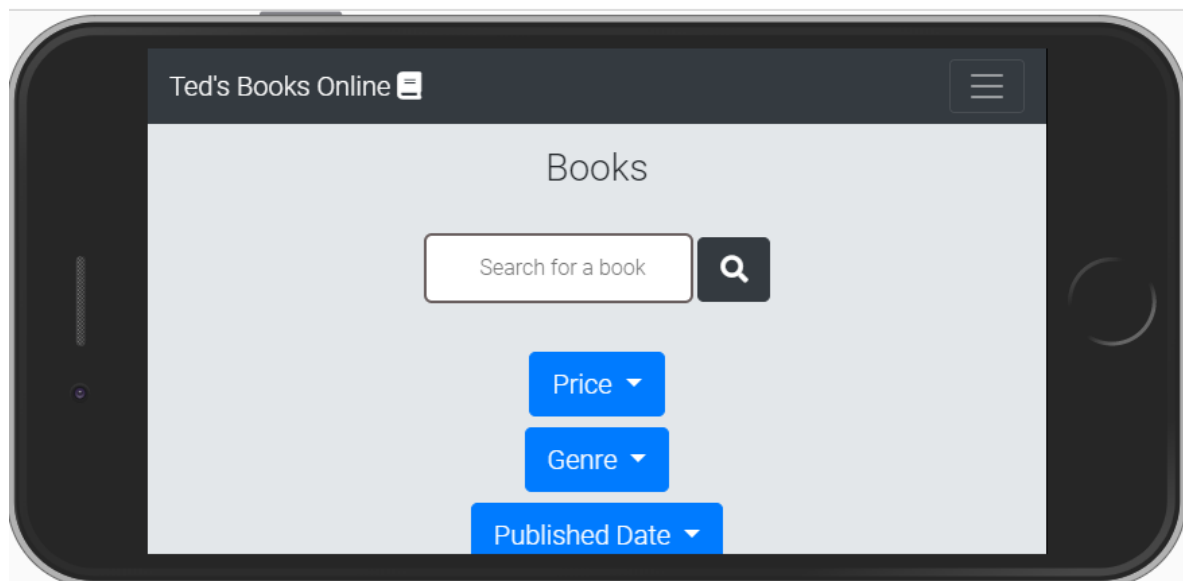 Ted's Books Online
Books
Search for a book
Price
Genre
Published Date